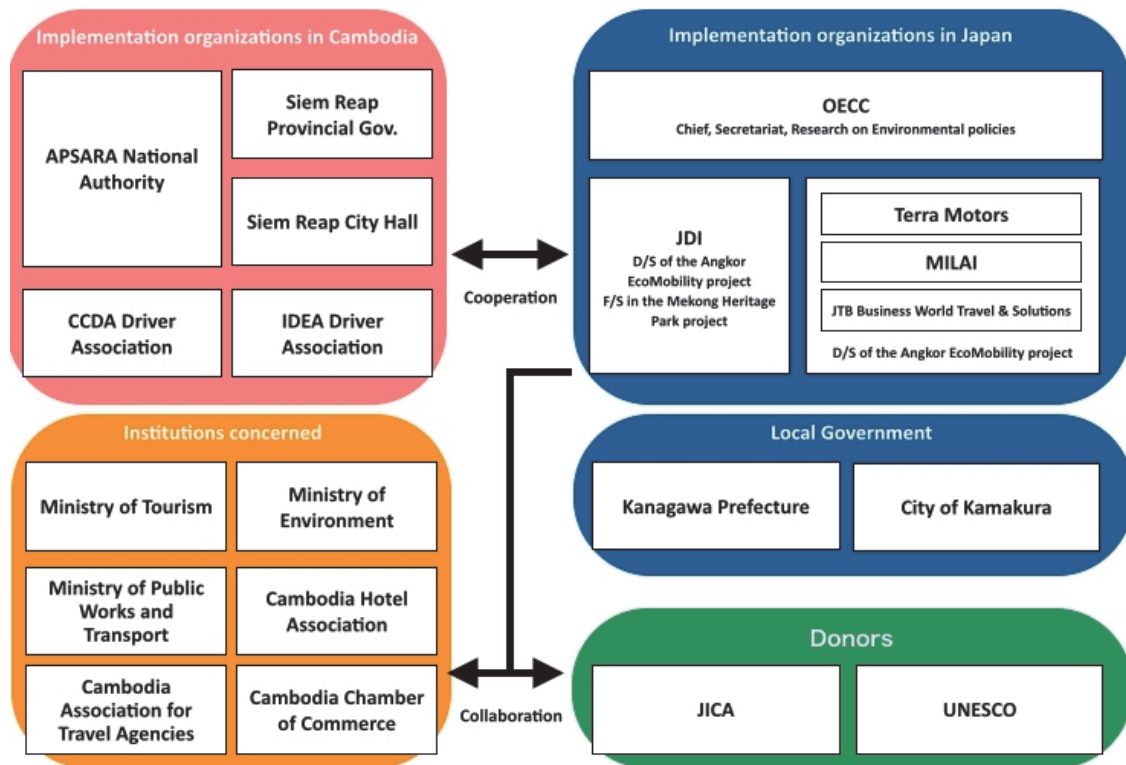 Implementation organizations in Cambodia
APSARA National
Authority
Siem Reap
Provincial Gov.
Siem Reap City Hall
CCDA Driver
Association
IDEA Driver
Association
Cooperation
Implementation organizations in Japan
OECC
Chief, Secretariat, Research on Environmental policies
JDI
D/S of the Angkor
EcoMobility project
F/S in the Mekong Heritage
Park project
Terra Motors
MILAI
JTB Business World Travel & Solutions
D/S of the Angkor EcoMobility project
Institutions concerned
Ministry of Tourism
Ministry of
Environment
Ministry of Public
Works and
Transport
Cambodia Hotel
Association
Cambodia
Association for
Travel Agencies
Cambodia Chamber
of Commerce
Collaboration
Local Government
Kanagawa Prefecture
City of Kamakura
Donors
JICA
UNESCO